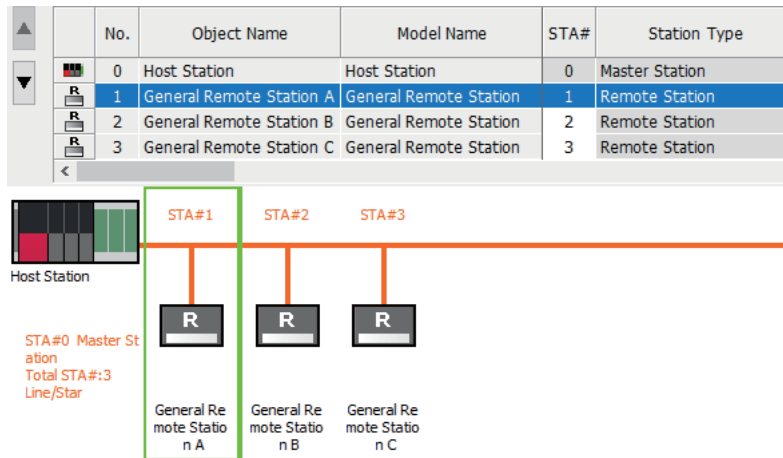 No. Object Name Model Name STA# Station Type
0 Host Station Host Station 0 Master Station
R 1 General Remote Station A General Remote Station 1 Remote Station
R 2 General Remote Station B General Remote Station 2 Remote Station
R 3 General Remote Station C General Remote Station 3 Remote Station
STA#1 STA#2 STA#3
Host Station
R R R
STA#0 Master St
ation
Total STA#:3
Line/Star
General Re
mote Statio
n A
General Re
mote Statio
n B
General Re
mote Statio
n C